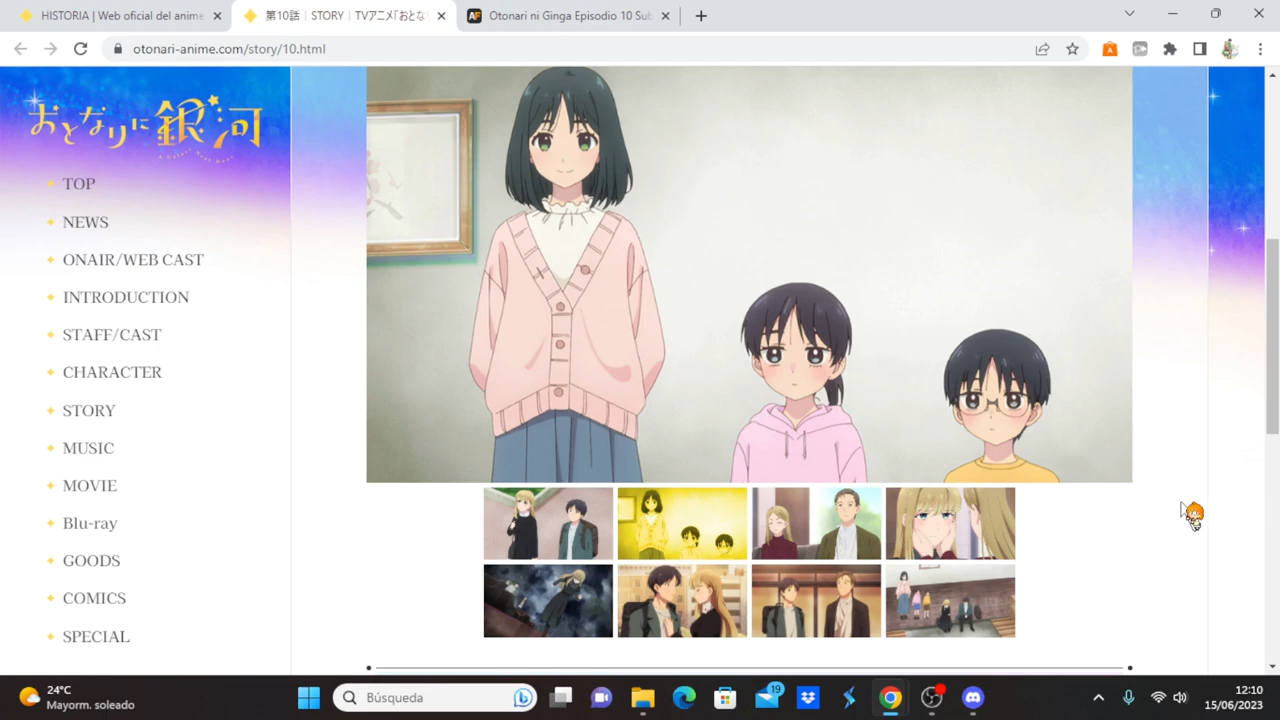 HISTORIA | Web oficial del anime
第10話｜STORY｜TVアニメ「おとな
Otonari ni Ginga Episodio 10 Sub
otonari-anime.com/story/10.html
おとなりに銀河
A Galaxy Next Door
TOP
NEWS
ONAIR/WEB CAST
INTRODUCTION
STAFF/CAST
CHARACTER
STORY
MUSIC
MOVIE
Blu-ray
GOODS
COMICS
SPECIAL
24°C
Mayorm. soleado
Búsqueda
19
12:10
15/06/2023